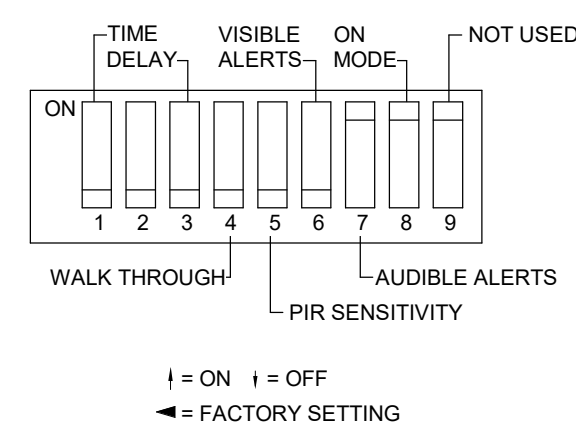 TIME DELAY
VISIBLE ALERTS
ON MODE
NOT USED
ON
1 2 3 4 5 6 7 8 9
WALK THROUGH
AUDIBLE ALERTS
PIR SENSITIVITY
= ON = OFF
= FACTORY SETTING